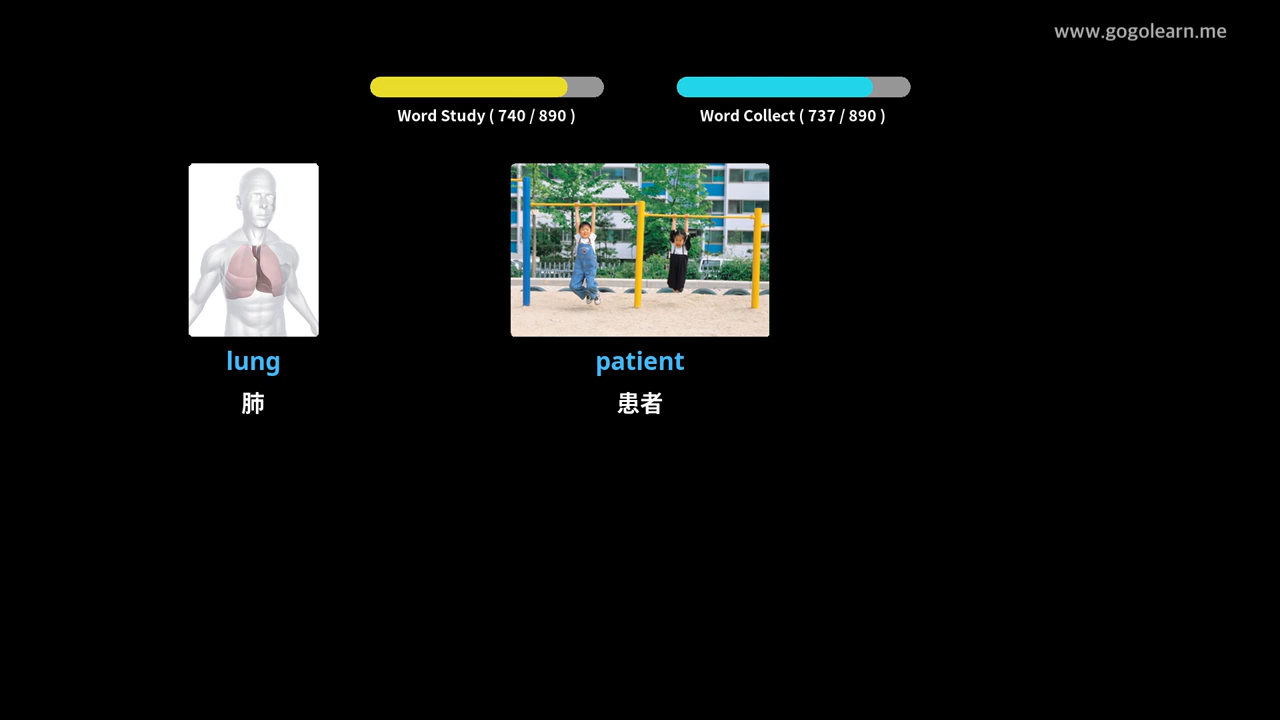 www.gogolearn.me
Word Study ( 740 / 890 )
Word Collect ( 737 / 890 )
lung
肺
patient
患者